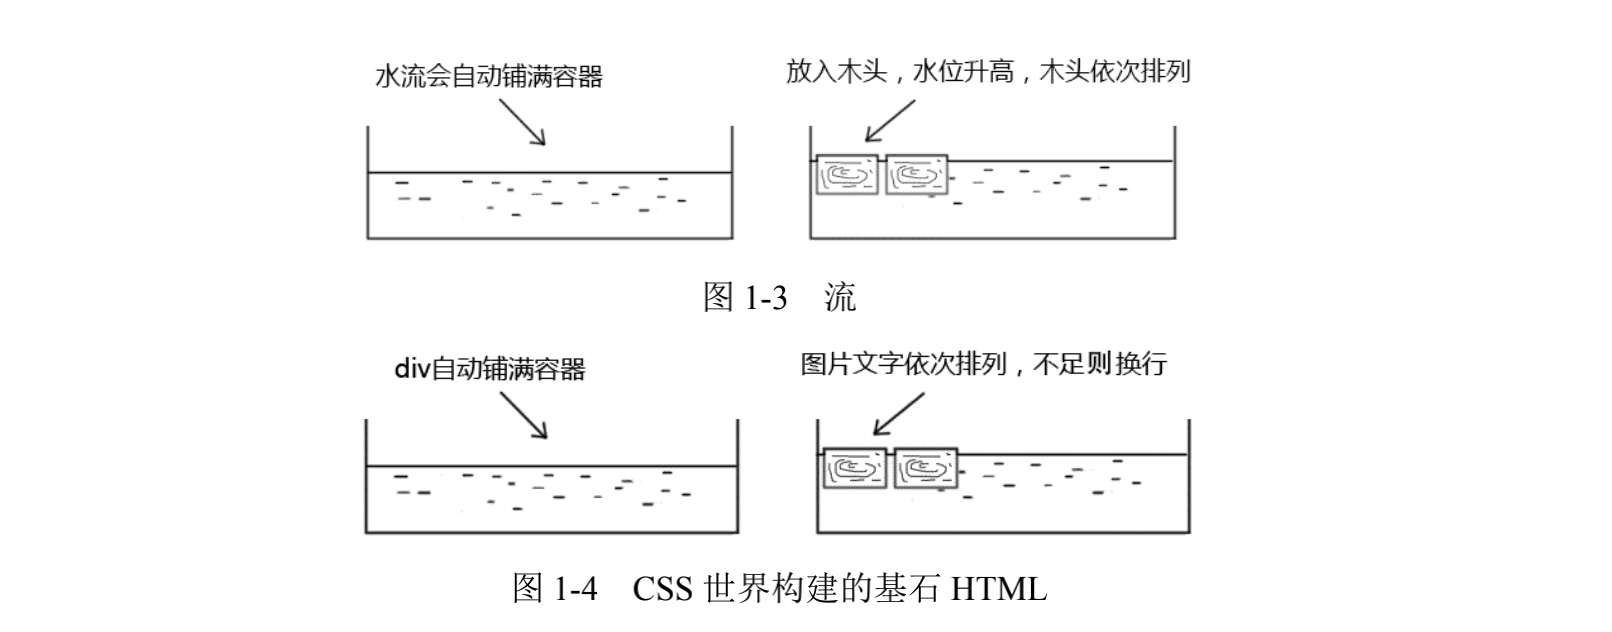 水流会自动铺满容器
放入木头，水位升高，木头依次排列
图 1-3 流
div自动铺满容器
图片文字依次排列，不足则换行
图 1-4 CSS 世界构建的基石 HTML